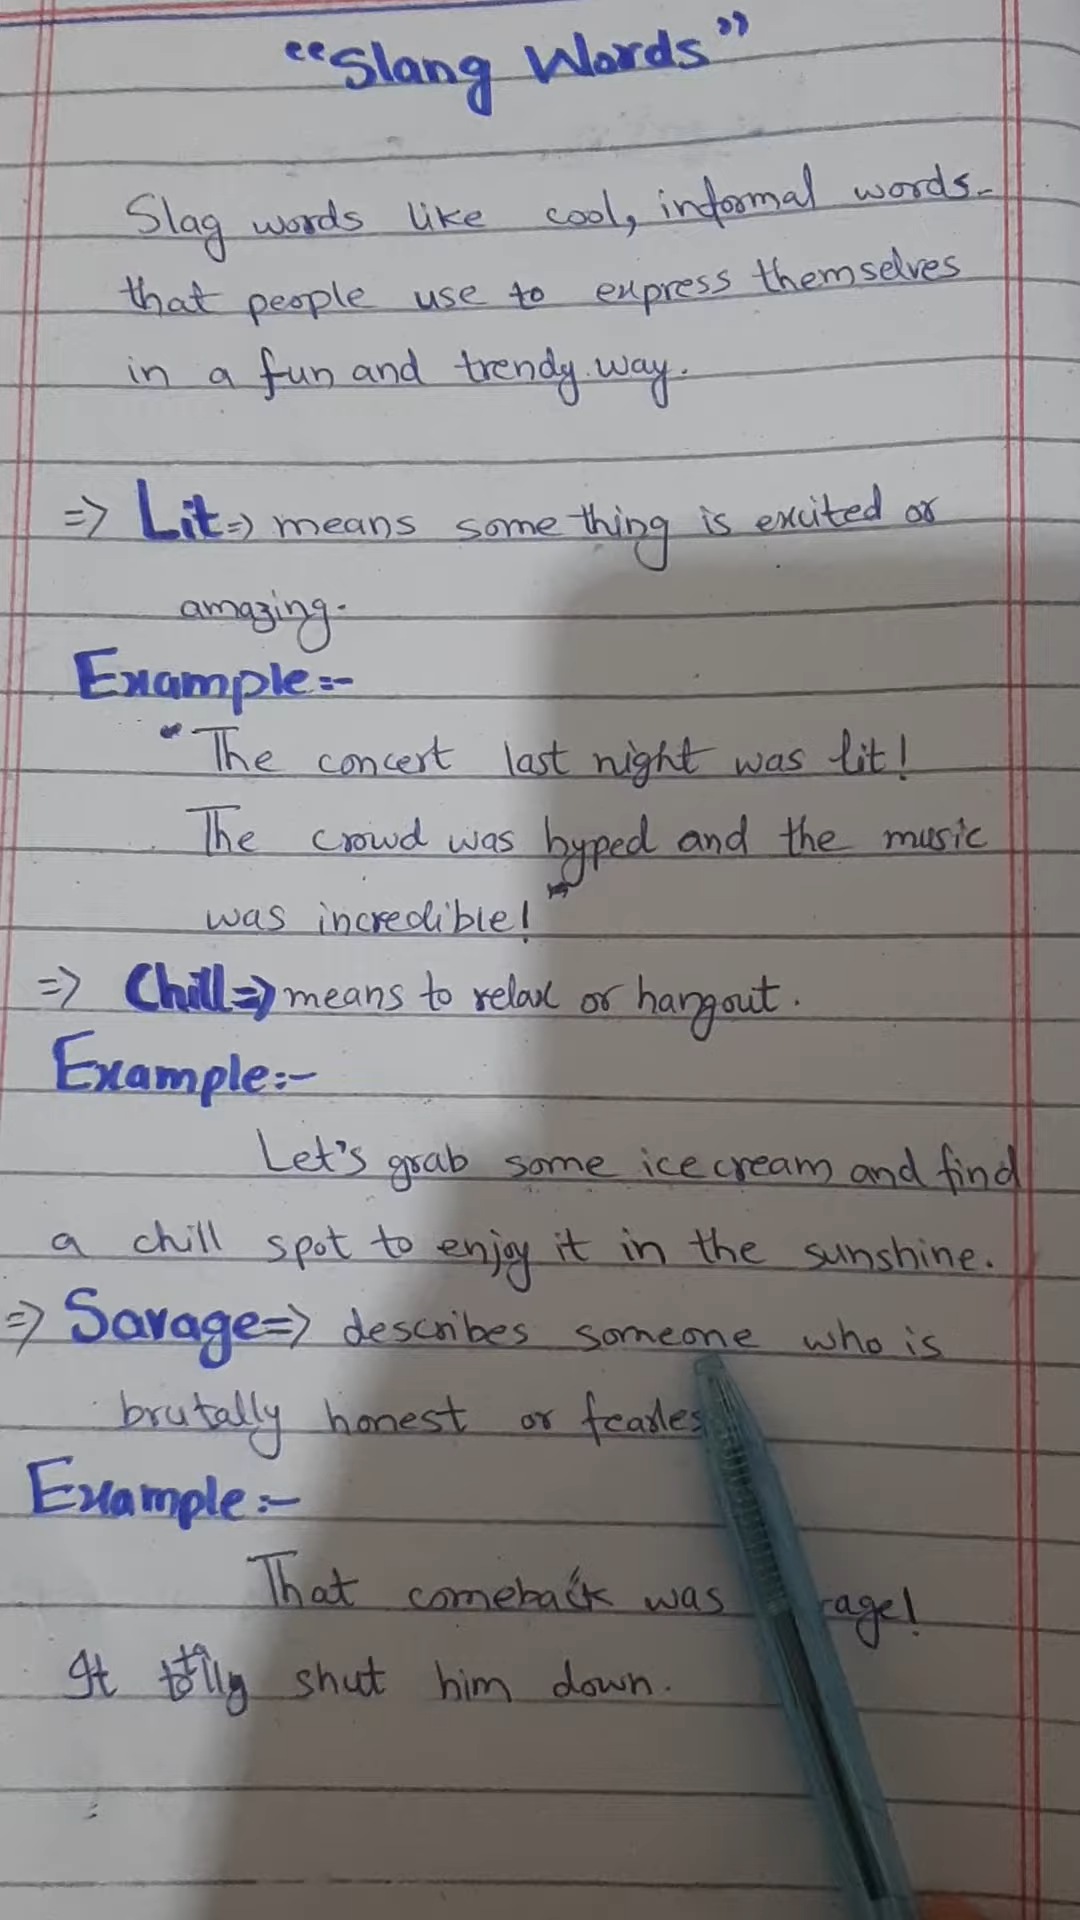 “Slang Words”
Slag words like cool, informal words
that people use to express themselves
in a fun and trendy way.
=> Lit => means something is excited or
amazing.
Example:-
"The concert last night was lit!
The crowd was hyped and the music
was incredible!"
=> Chill => means to relax or hangout.
Example:-
Let's grab some icecream and find
a chill spot to enjoy it in the sunshine.
=> Savage => describes someone who is
brutally honest or
Example:-
That comeback was
It shut him down.